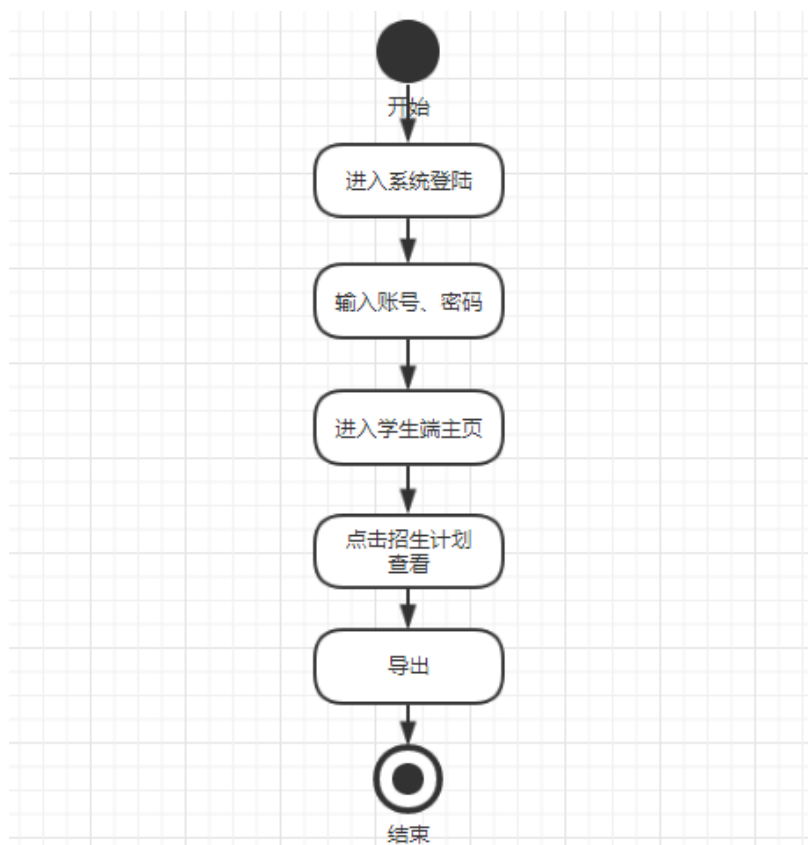 开始
进入系统登陆
输入账号、密码
进入学生端主页
点击招生计划
查看
导出
结束